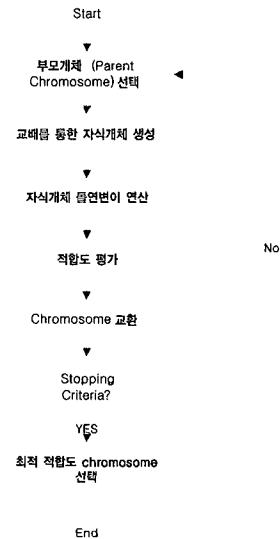 Start
부모개체 (Parent
Chromosome) 선택
교배를 통한 자식개체 생성
자식개체 돌연변이 연산
적합도 평가
No
Chromosome 교환
Stopping
Criteria?
YES
최적 적합도 chromosome
선택
End